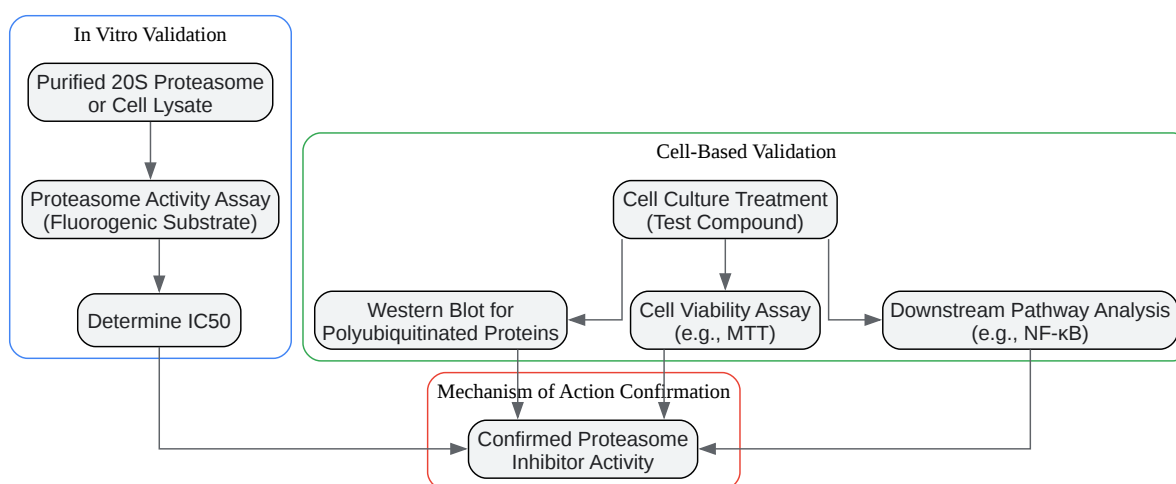 In Vitro Validation
Purified 20S Proteasome
or Cell Lysate
Proteasome Activity Assay
(Fluorogenic Substrate)
Determine IC50
Cell-Based Validation
Cell Culture Treatment
(Test Compound)
Western Blot for
Polyubiquitinated Proteins
Cell Viability Assay
(e.g., MTT)
Downstream Pathway Analysis
(e.g., NF-κB)
Mechanism of Action Confirmation
Confirmed Proteasome
Inhibitor Activity